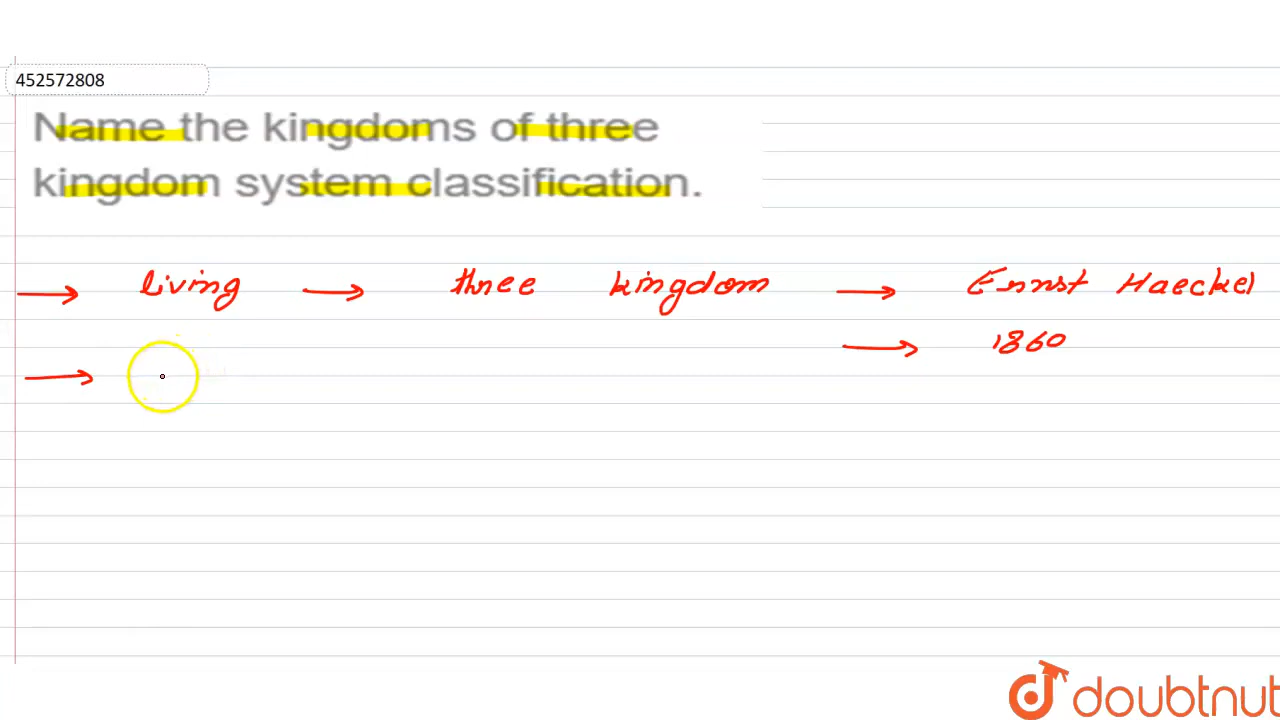 452572808
Name the kingdoms of three
kingdom system classification.
→ living → three kingdom → Ernst Haeckel
→ 1860
→
doubtnut